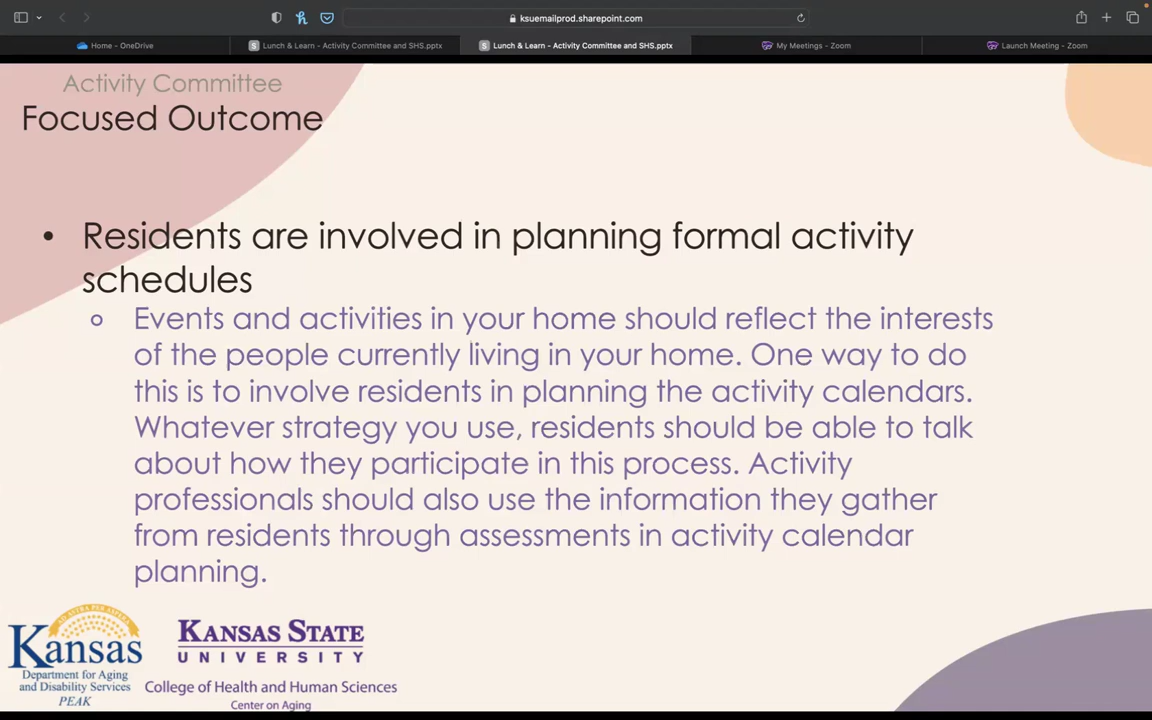 ksuemailprod.sharepoint.com
Home - OneDrive
Lunch & Learn - Activity Committee and SHS.pptx
Lunch & Learn - Activity Committee and SHS.pptx
My Meetings - Zoom
Launch Meeting - Zoom
Activity Committee
Focused Outcome
• Residents are involved in planning formal activity
schedules
Events and activities in your home should reflect the interests
of the people currently living in your home. One way to do
this is to involve residents in planning the activity calendars.
Whatever strategy you use, residents should be able to talk
about how they participate in this process. Activity
professionals should also use the information they gather
from residents through assessments in activity calendar
planning.
AD ASTRA PER ASPERA
Kansas
Department for Aging
and Disability Services
PEAK
KANSAS STATE
UNIVERSITY
College of Health and Human Sciences
Center on Aging